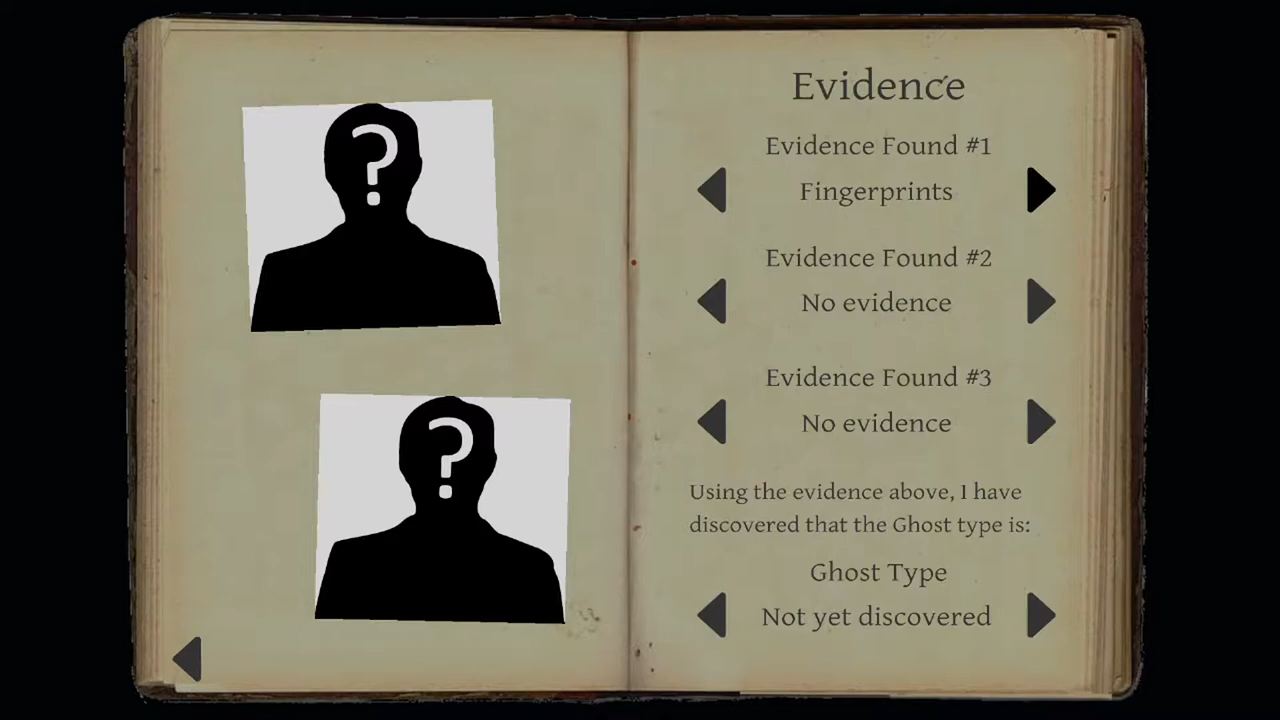 ?
?
Evidence
Evidence Found #1
Fingerprints
Evidence Found #2
No evidence
Evidence Found #3
No evidence
Using the evidence above, I have
discovered that the Ghost type is:
Ghost Type
Not yet discovered